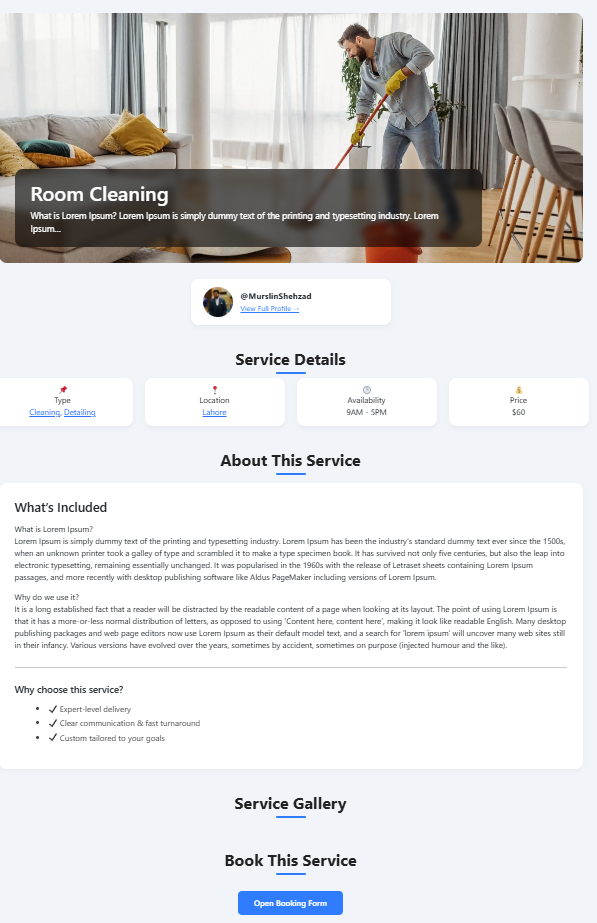 Room Cleaning
What is Lorem Ipsum? Lorem Ipsum is simply dummy text of the printing and typesetting industry. Lorem
Ipsum...
@MurslinShehzad
View Full Profile →
Service Details
Type
Cleaning, Detailing
Location
Lahore
Availability
9AM - 5PM
Price
$60
About This Service
What's Included
What is Lorem Ipsum?
Lorem Ipsum is simply dummy text of the printing and typesetting industry. Lorem Ipsum has been the industry's standard dummy text ever since the 1500s,
when an unknown printer took a galley of type and scrambled it to make a type specimen book. It has survived not only five centuries, but also the leap into
electronic typesetting, remaining essentially unchanged. It was popularised in the 1960s with the release of Letraset sheets containing Lorem Ipsum
passages, and more recently with desktop publishing software like Aldus PageMaker including versions of Lorem Ipsum.
Why do we use it?
It is a long established fact that a reader will be distracted by the readable content of a page when looking at its layout. The point of using Lorem Ipsum is
that it has a more-or-less normal distribution of letters, as opposed to using 'Content here, content here', making it look like readable English. Many desktop
publishing packages and web page editors now use Lorem Ipsum as their default model text, and a search for 'lorem ipsum' will uncover many web sites still
in their infancy. Various versions have evolved over the years, sometimes by accident, sometimes on purpose (injected humour and the like).
Why choose this service?
• ✓ Expert-level delivery
• ✓ Clear communication & fast turnaround
• ✓ Custom tailored to your goals
Service Gallery
Book This Service
Open Booking Form